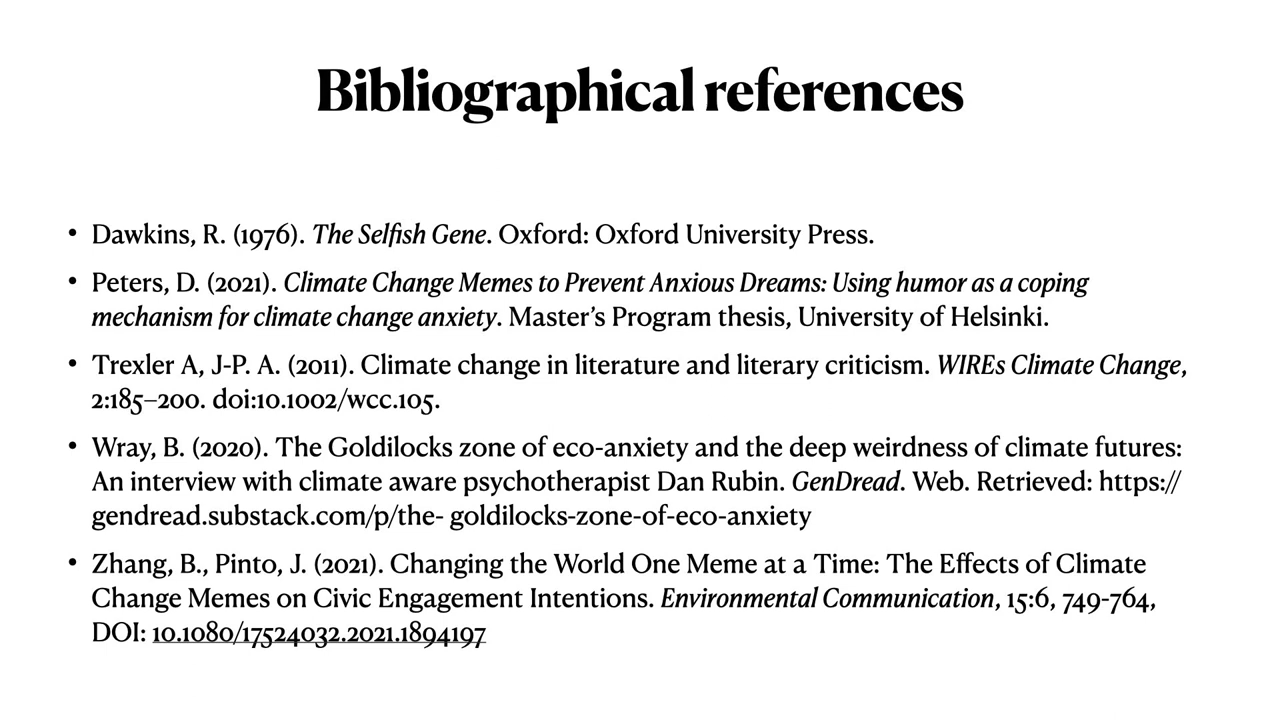 Bibliographical references
• Dawkins, R. (1976). The Selfish Gene. Oxford: Oxford University Press.
• Peters, D. (2021). Climate Change Memes to Prevent Anxious Dreams: Using humor as a coping
mechanism for climate change anxiety. Master’s Program thesis, University of Helsinki.
• Trexler A, J-P. A. (2011). Climate change in literature and literary criticism. WIREs Climate Change,
2:185–200. doi:10.1002/wcc.105.
• Wray, B. (2020). The Goldilocks zone of eco-anxiety and the deep weirdness of climate futures:
An interview with climate aware psychotherapist Dan Rubin. GenDread. Web. Retrieved: https://
gendread.substack.com/p/the- goldilocks-zone-of-eco-anxiety
• Zhang, B., Pinto, J. (2021). Changing the World One Meme at a Time: The Effects of Climate
Change Memes on Civic Engagement Intentions. Environmental Communication, 15:6, 749-764,
DOI: 10.1080/17524032.2021.1894197